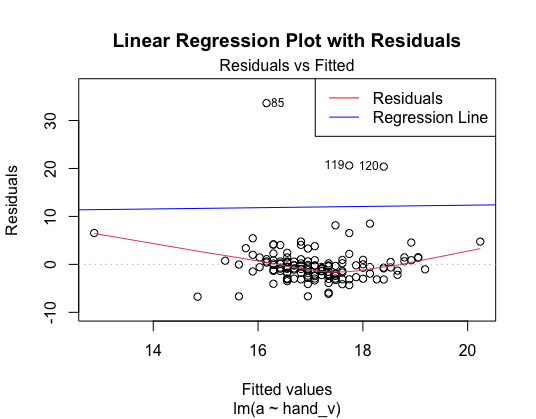 Linear Regression Plot with Residuals
Residuals vs Fitted
Residuals
Regression Line
85
119
120
Residuals
30
20
10
0
-10
14 16 18 20
Fitted values
lm(a ~ hand_v)